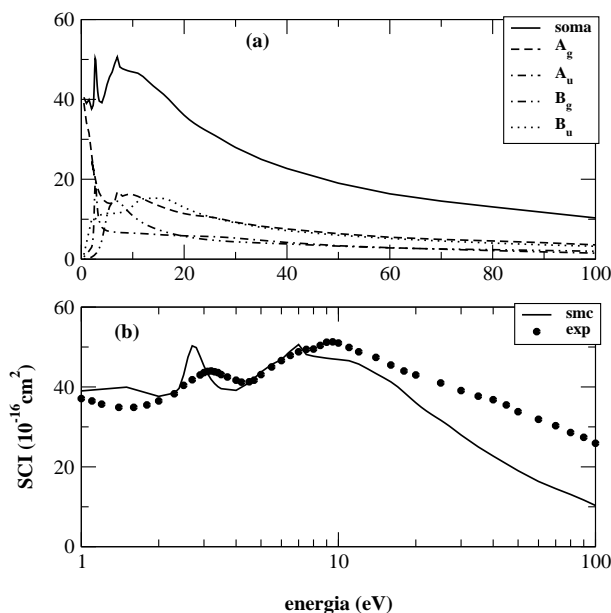 (a)
soma
A_g
A_u
B_g
B_u
60
40
20
0
0 20 40 60 80 100
(b)
smc
exp
60
40
20
0
1 10 100
SCI (10^-16 cm^2)
energia (eV)